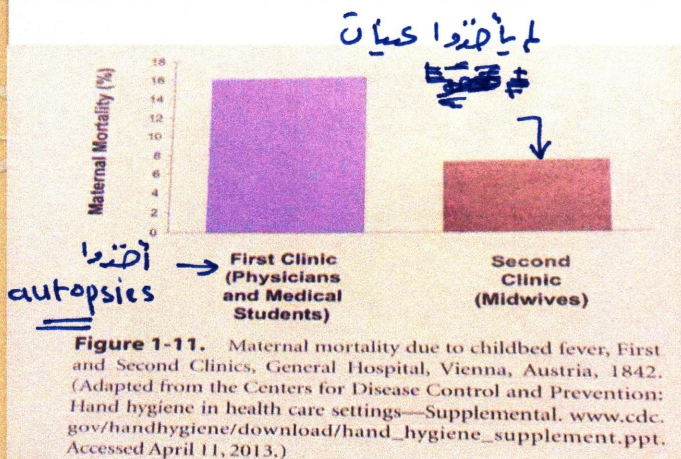 لم يأخذوا عينات
18
16
14
12
10
8
6
4
2
0
Maternal Mortality (%)
أخذوا
autopsies
First Clinic
(Physicians
and Medical
Students)
Second
Clinic
(Midwives)
Figure 1-11. Maternal mortality due to childbed fever, First
and Second Clinics, General Hospital, Vienna, Austria, 1842.
(Adapted from the Centers for Disease Control and Prevention:
Hand hygiene in health care settings—Supplemental. www.cdc.
gov/handhygiene/download/hand_hygiene_supplement.ppt.
Accessed April 11, 2013.)